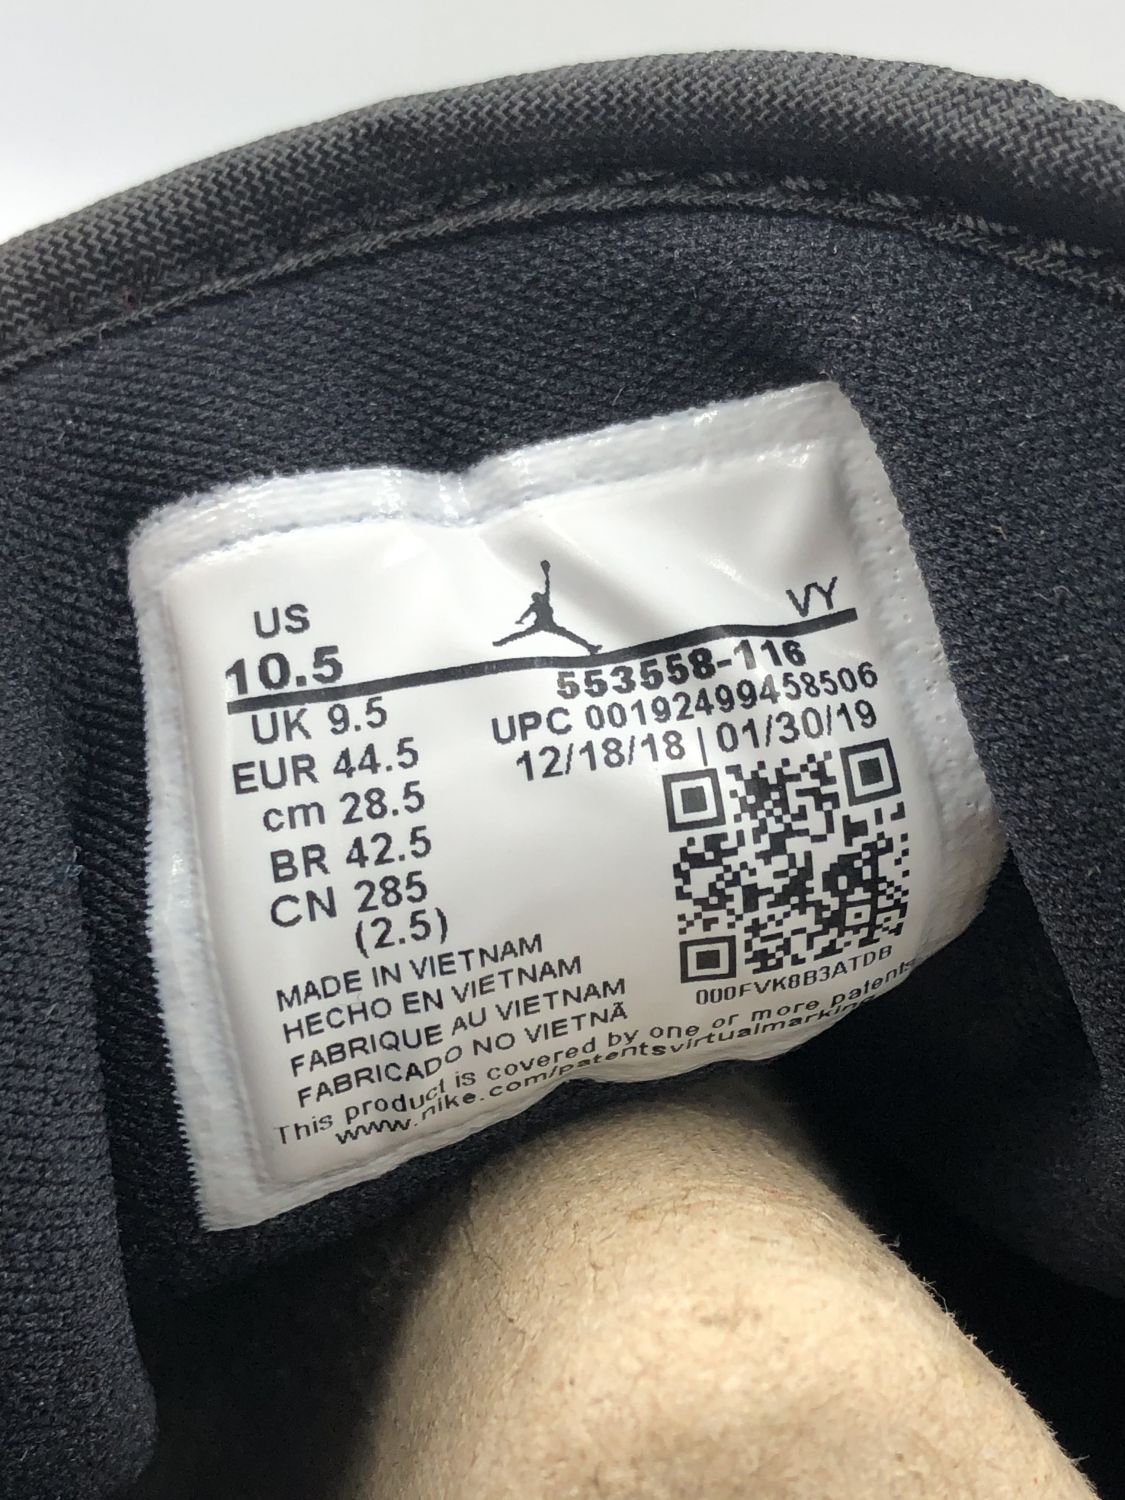 US
10.5
VY
553558-116
UPC 00192499458506
12/18/18 | 01/30/19
UK 9.5
EUR 44.5
cm 28.5
BR 42.5
CN 285
(2.5)
000FVK8B3ATDB
MADE IN VIETNAM
HECHO EN VIETNAM
FABRIQUE AU VIETNAM
FABRICADO NO VIETNÃ
This product is covered by one or more patents
www.nike.com/patentsvirtualmarking